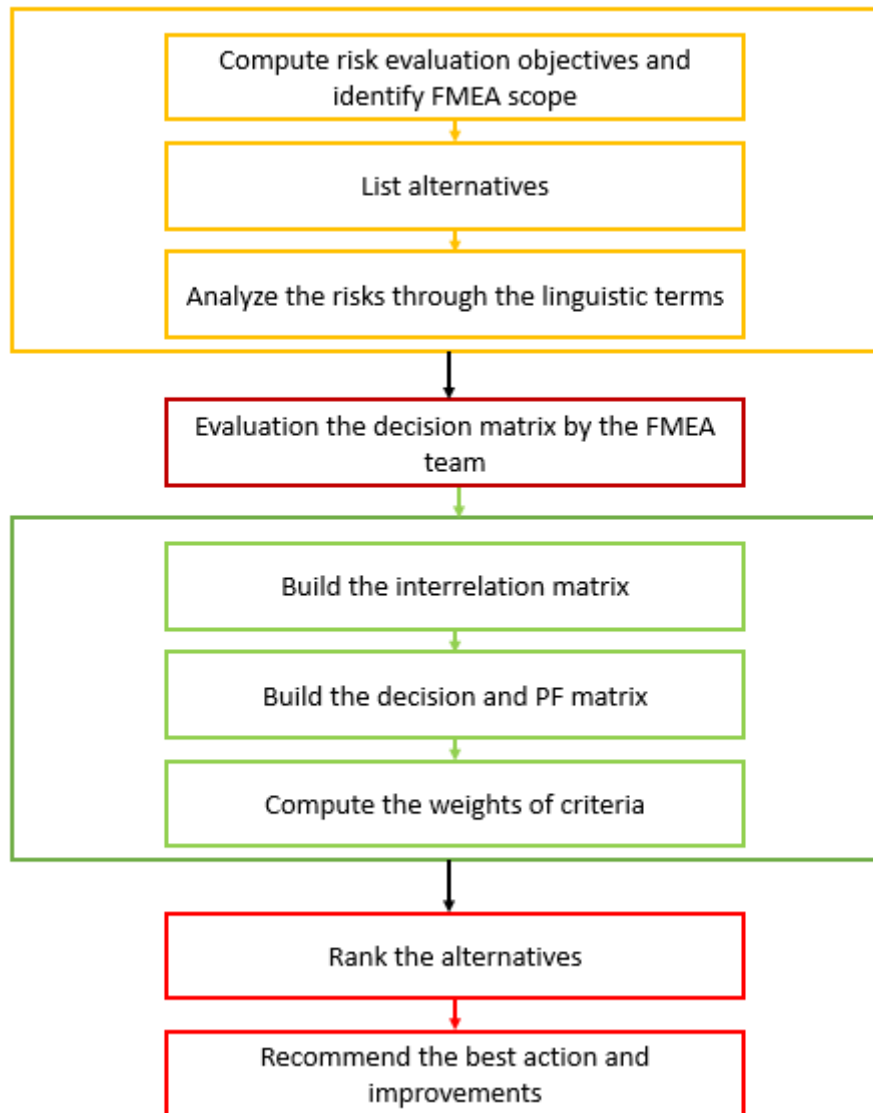 Compute risk evaluation objectives and
identify FMEA scope
List alternatives
Analyze the risks through the linguistic terms
Evaluation the decision matrix by the FMEA
team
Build the interrelation matrix
Build the decision and PF matrix
Compute the weights of criteria
Rank the alternatives
Recommend the best action and
improvements